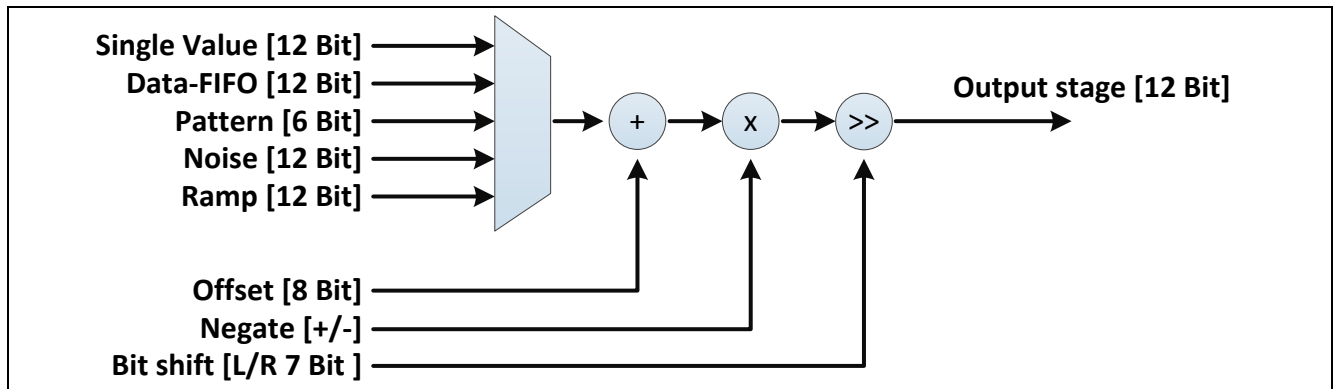 Single Value [12 Bit]
Data-FIFO [12 Bit]
Pattern [6 Bit]
Noise [12 Bit]
Ramp [12 Bit]
+
x
>>
Output stage [12 Bit]
Offset [8 Bit]
Negate [+/-]
Bit shift [L/R 7 Bit ]